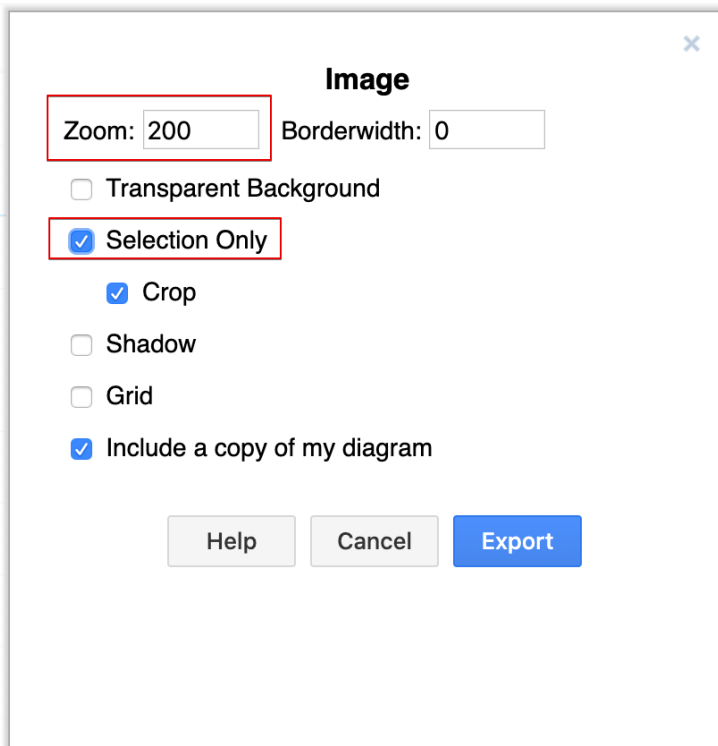 Image
Zoom: 200 Borderwidth: 0
Transparent Background
Selection Only
Crop
Shadow
Grid
Include a copy of my diagram
Help Cancel Export